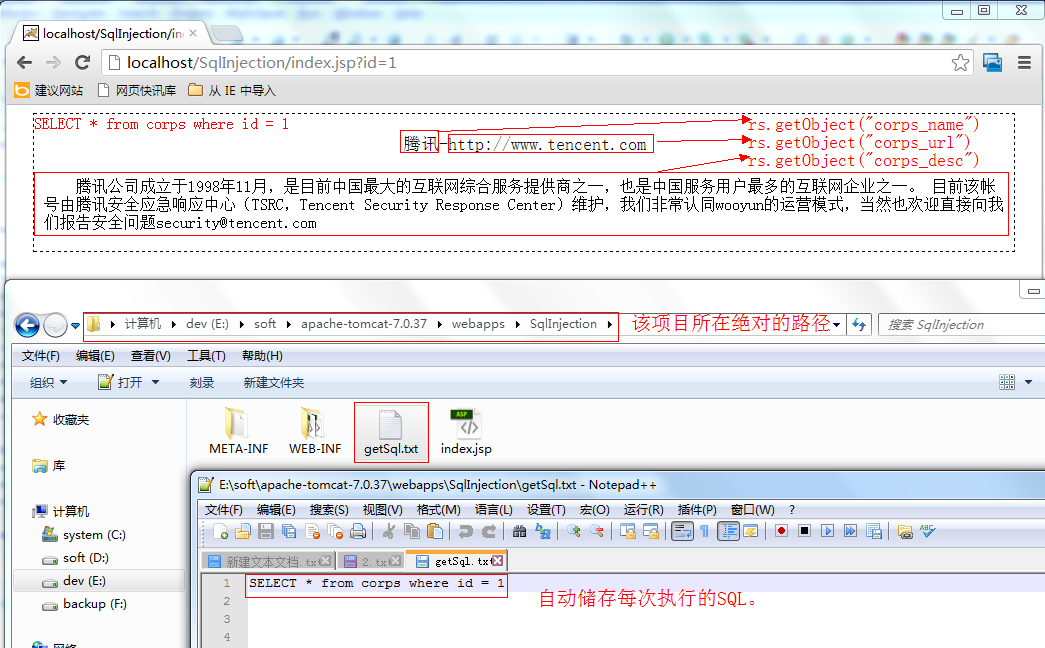 localhost/SqlInjection/in
localhost/SqlInjection/index.jsp?id=1
建议网站 网页快讯库 从 IE 中导入
SELECT * from corps where id = 1
rs.getObject("corps_name")
腾讯-http://www.tencent.com
rs.getObject("corps_url")
rs.getObject("corps_desc")
腾讯公司成立于1998年11月，是目前中国最大的互联网综合服务提供商之一，也是中国服务用户最多的互联网企业之一。 目前该帐
号由腾讯安全应急响应中心（TSRC, Tencent Security Response Center）维护，我们非常认同wooyun的运营模式，当然也欢迎直接向我
们报告安全问题security@tencent.com
计算机 dev (E:) soft apache-tomcat-7.0.37 webapps SqlInjection
该项目所在绝对的路径
搜索 SqlInjection
文件(F) 编辑(E) 查看(V) 工具(T) 帮助(H)
组织 打开 刻录 新建文件夹
收藏夹
库
计算机
system (C:)
soft (D:)
dev (E:)
backup (F:)
网络
META-INF WEB-INF getSql.txt index.jsp
ASP
E:\soft\apache-tomcat-7.0.37\webapps\SqlInjection\getSql.txt - Notepad++
文件(F) 编辑(E) 搜索(S) 视图(V) 格式(M) 语言(L) 设置(T) 宏(O) 运行(R) 插件(P) 窗口(W) ?
新建文本文档.txt 2.txt getSql.txt
1 SELECT * from corps where id = 1
2
3
4
自动储存每次执行的SQL。